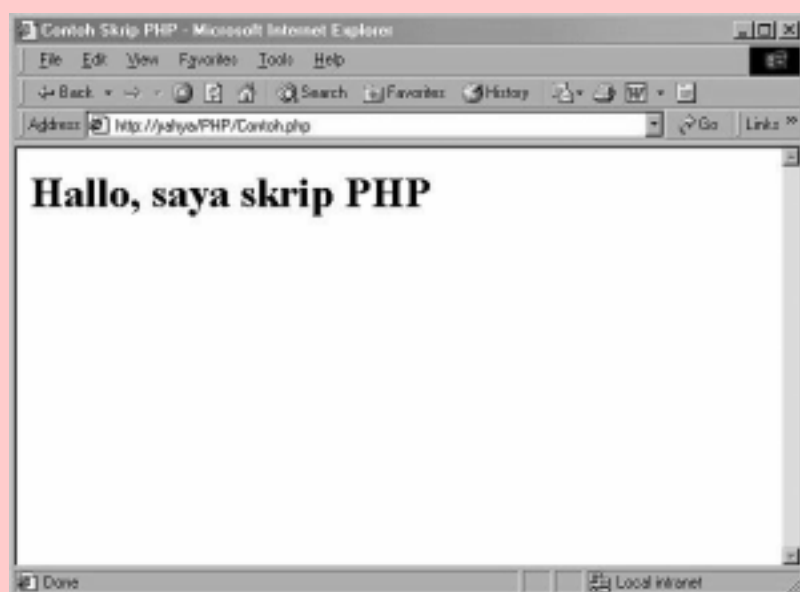 Contoh Skrip PHP - Microsoft Internet Explorer
File Edit View Favorites Tools Help
Back Search Favorites History
Address http://yahya/PHP/Contoh.php Go Links »
Hallo, saya skrip PHP
Done Local intranet